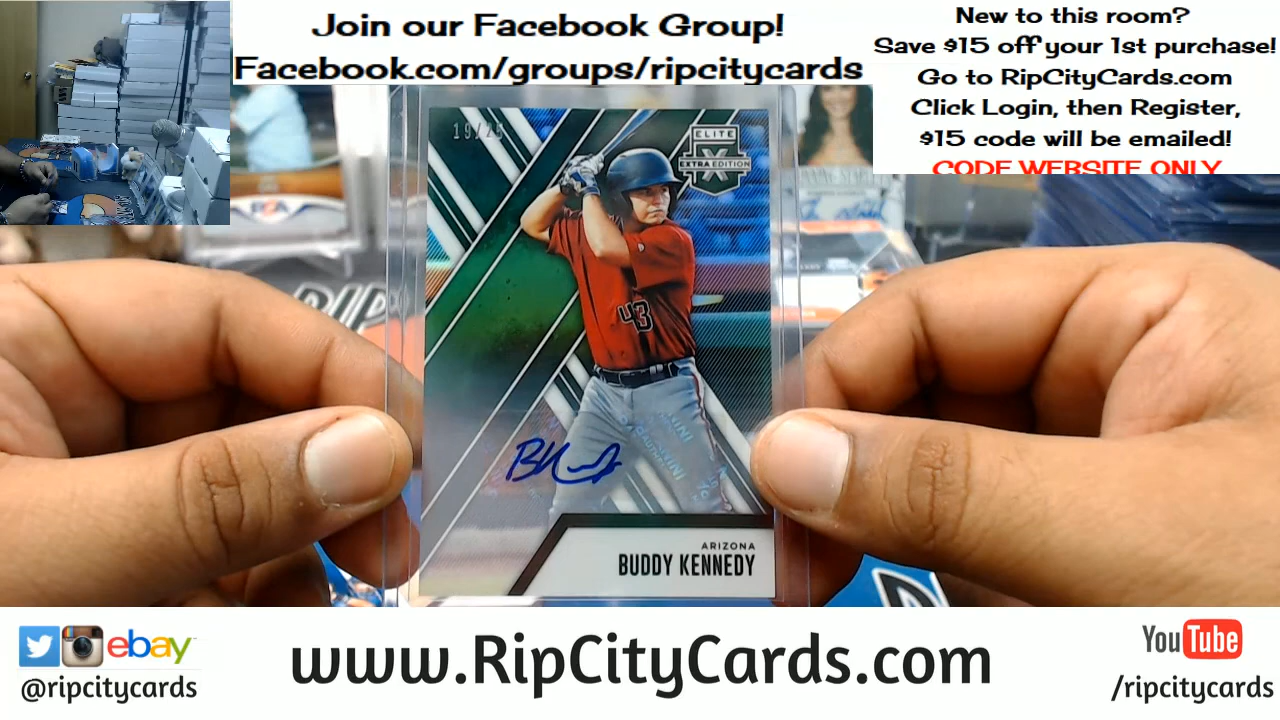 Join our Facebook Group!
Facebook.com/groups/ripcitycards
New to this room?
Save $15 off your 1st purchase!
Go to RipCityCards.com
Click Login, then Register,
$15 code will be emailed!
CODE WEBSITE ONLY
19/25
ELITE
X
EXTRA EDITION
43
ARIZONA
BUDDY KENNEDY
ebay
@ripcitycards
www.RipCityCards.com
YouTube
/ripcitycards